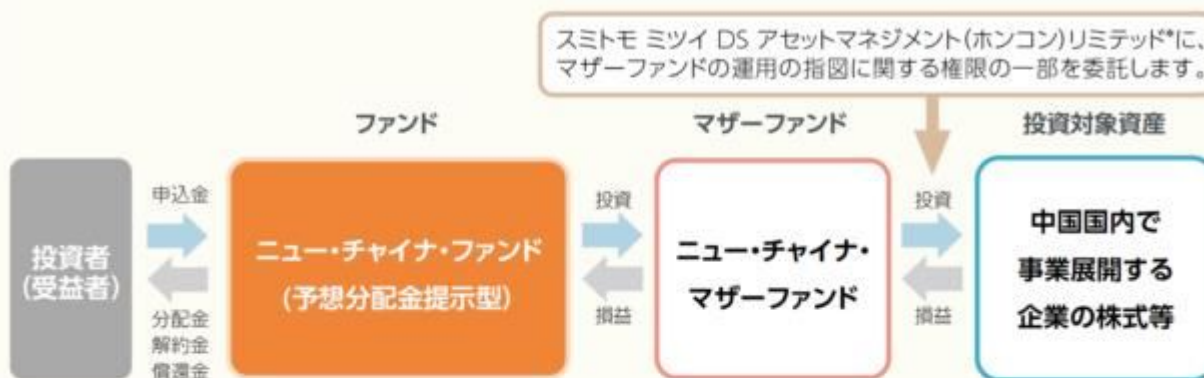 スミトモ ミツイ DS アセットマネジメント(ホンコン)リミテッド*に、
マザーファンドの運用の指図に関する権限の一部を委託します。
ファンド
マザーファンド
投資対象資産
投資者
(受益者)
申込金
分配金
解約金
償還金
ニュー・チャイナ・ファンド
(予想分配金提示型)
投資
損益
ニュー・チャイナ・
マザーファンド
投資
損益
中国国内で
事業展開する
企業の株式等